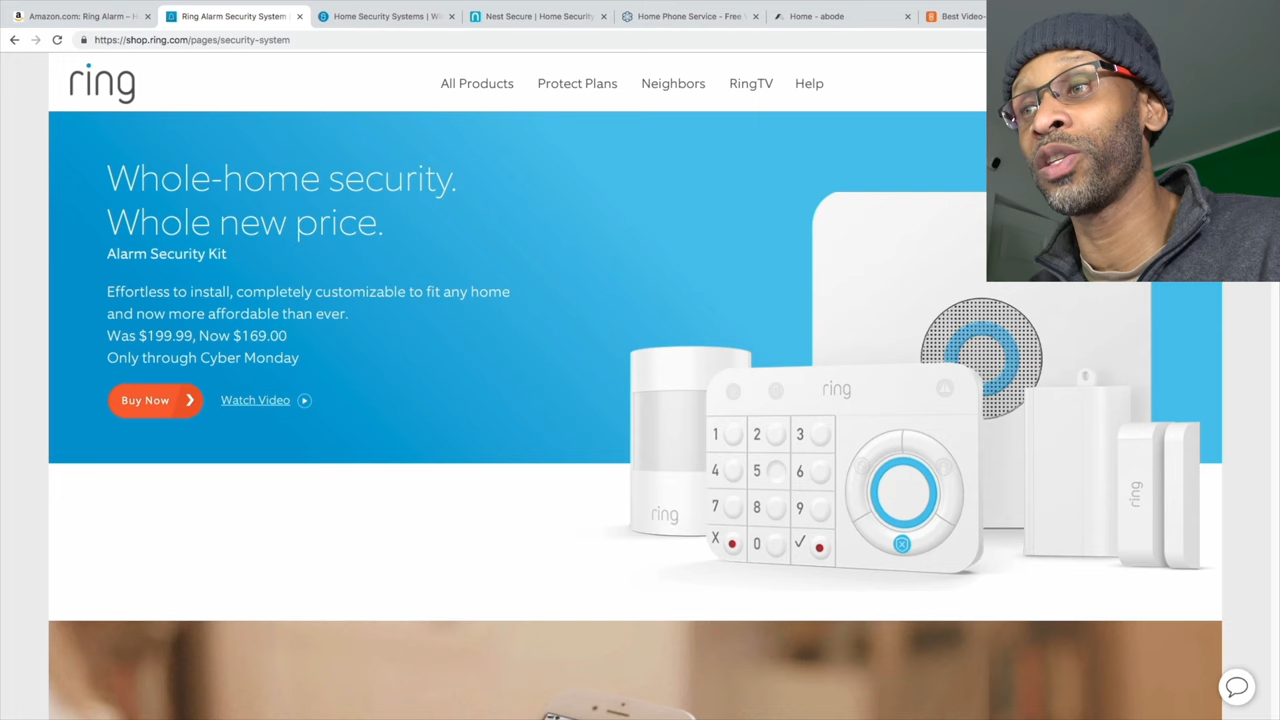 Amazon.com: Ring Alarm – H
Ring Alarm Security System
Home Security Systems | Wi
Nest Secure | Home Security
Home Phone Service - Free
Home - abode
Best Video-
https://shop.ring.com/pages/security-system
ring
All Products
Protect Plans
Neighbors
RingTV
Help
Whole-home security.
Whole new price.
Alarm Security Kit
Effortless to install, completely customizable to fit any home
and now more affordable than ever.
Was $199.99, Now $169.00
Only through Cyber Monday
Buy Now
Watch Video
ring
ring
1 2 3
4 5 6
7 8 9
X 0 ✓
ring